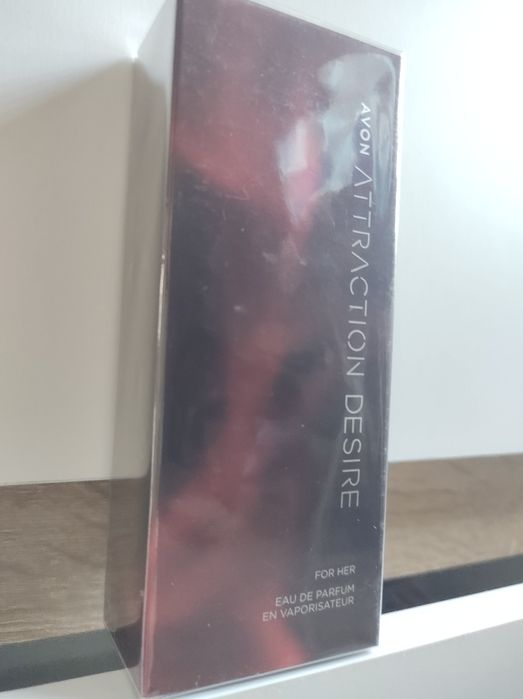 AVON ATTRACTION DESIRE
FOR HER
EAU DE PARFUM
EN VAPORISATEUR